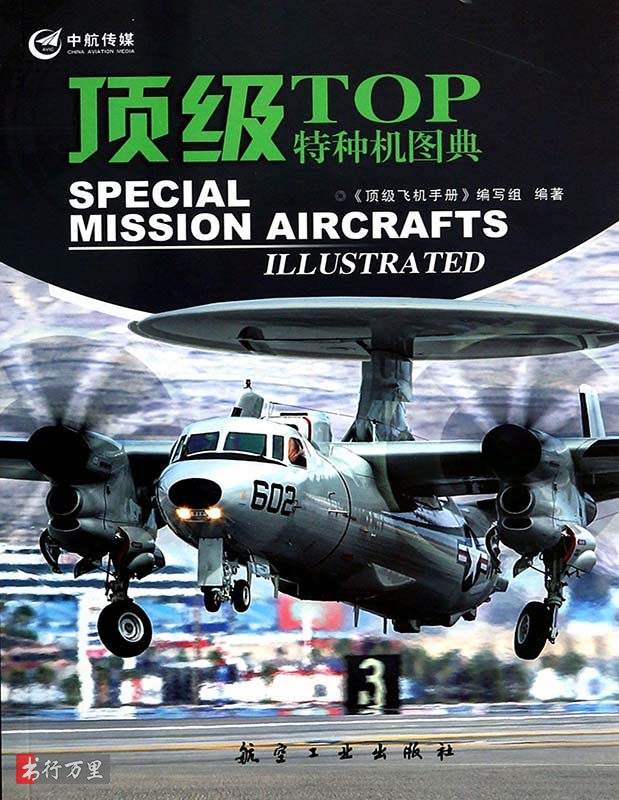 中航传媒
AVIC
CHINA AVIATION MEDIA
顶级TOP
特种机图典
SPECIAL
MISSION AIRCRAFTS
ILLUSTRATED
◎《顶级飞机手册》编写组 编著
602
3
航空工业出版社
书行万里